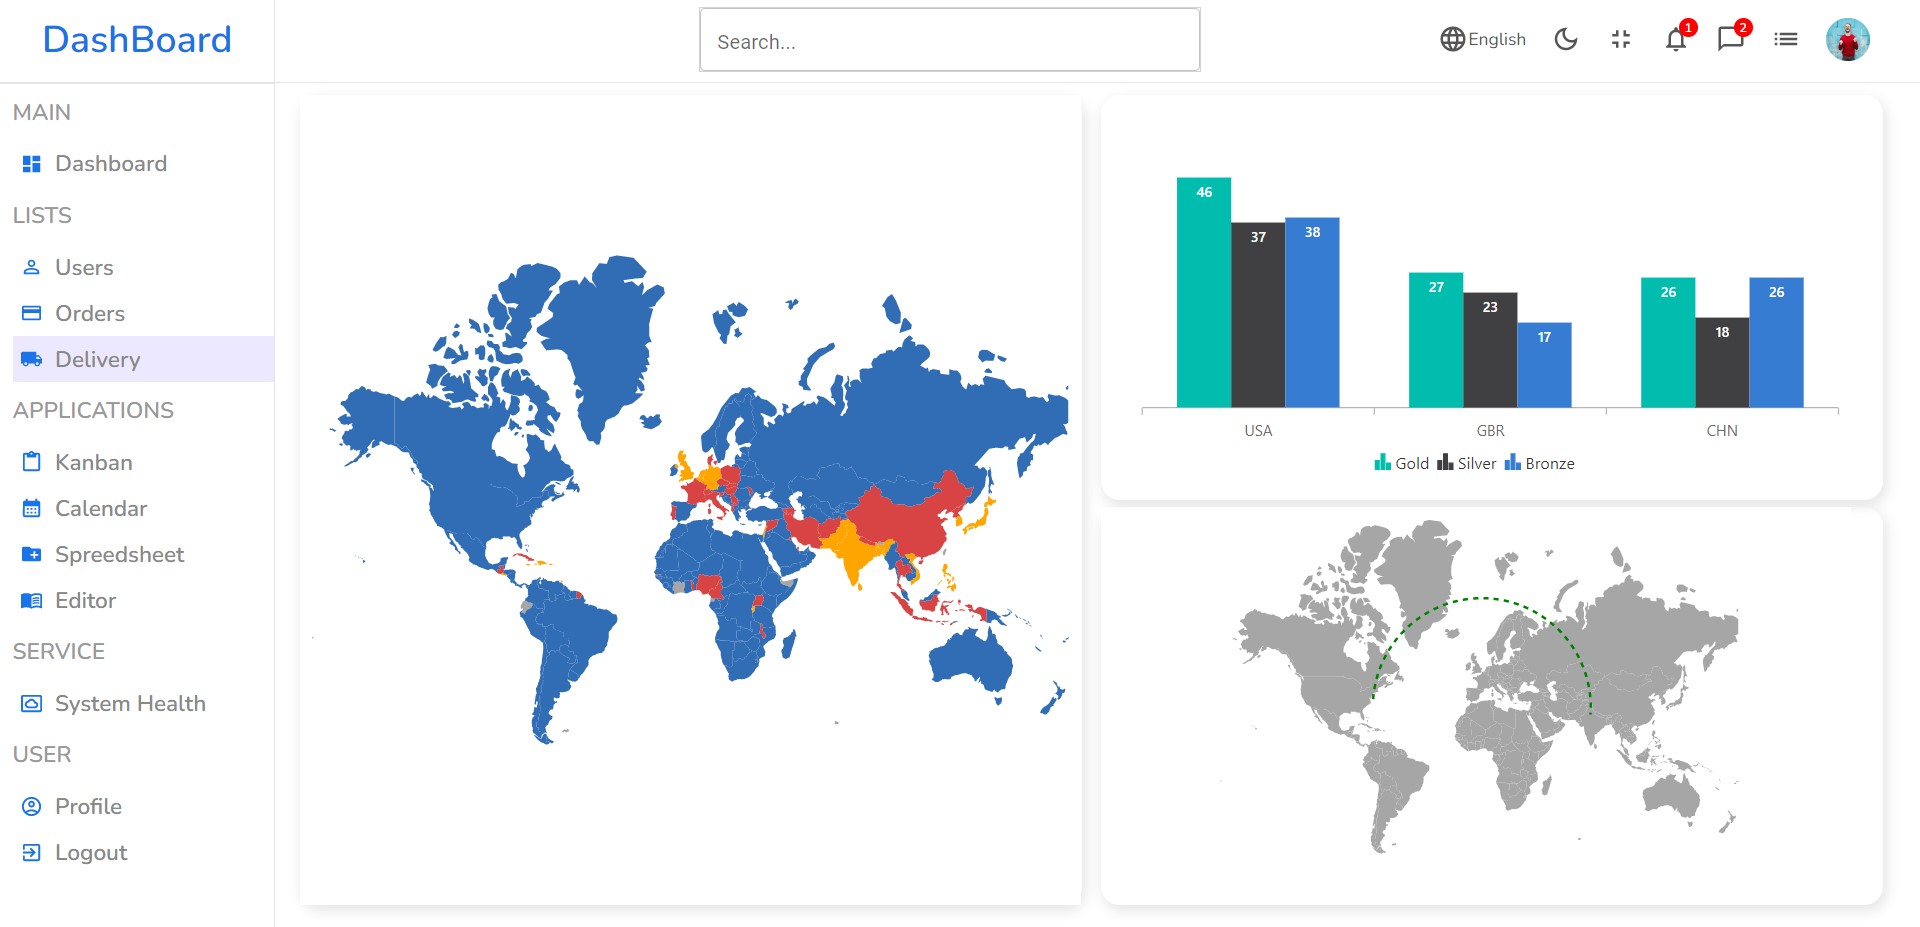 DashBoard
Search...
English
1
2
MAIN
Dashboard
LISTS
Users
Orders
Delivery
APPLICATIONS
Kanban
Calendar
Spreedsheet
Editor
SERVICE
System Health
USER
Profile
Logout
46 37 38 27 23 17 26 18 26
USA GBR CHN
Gold Silver Bronze